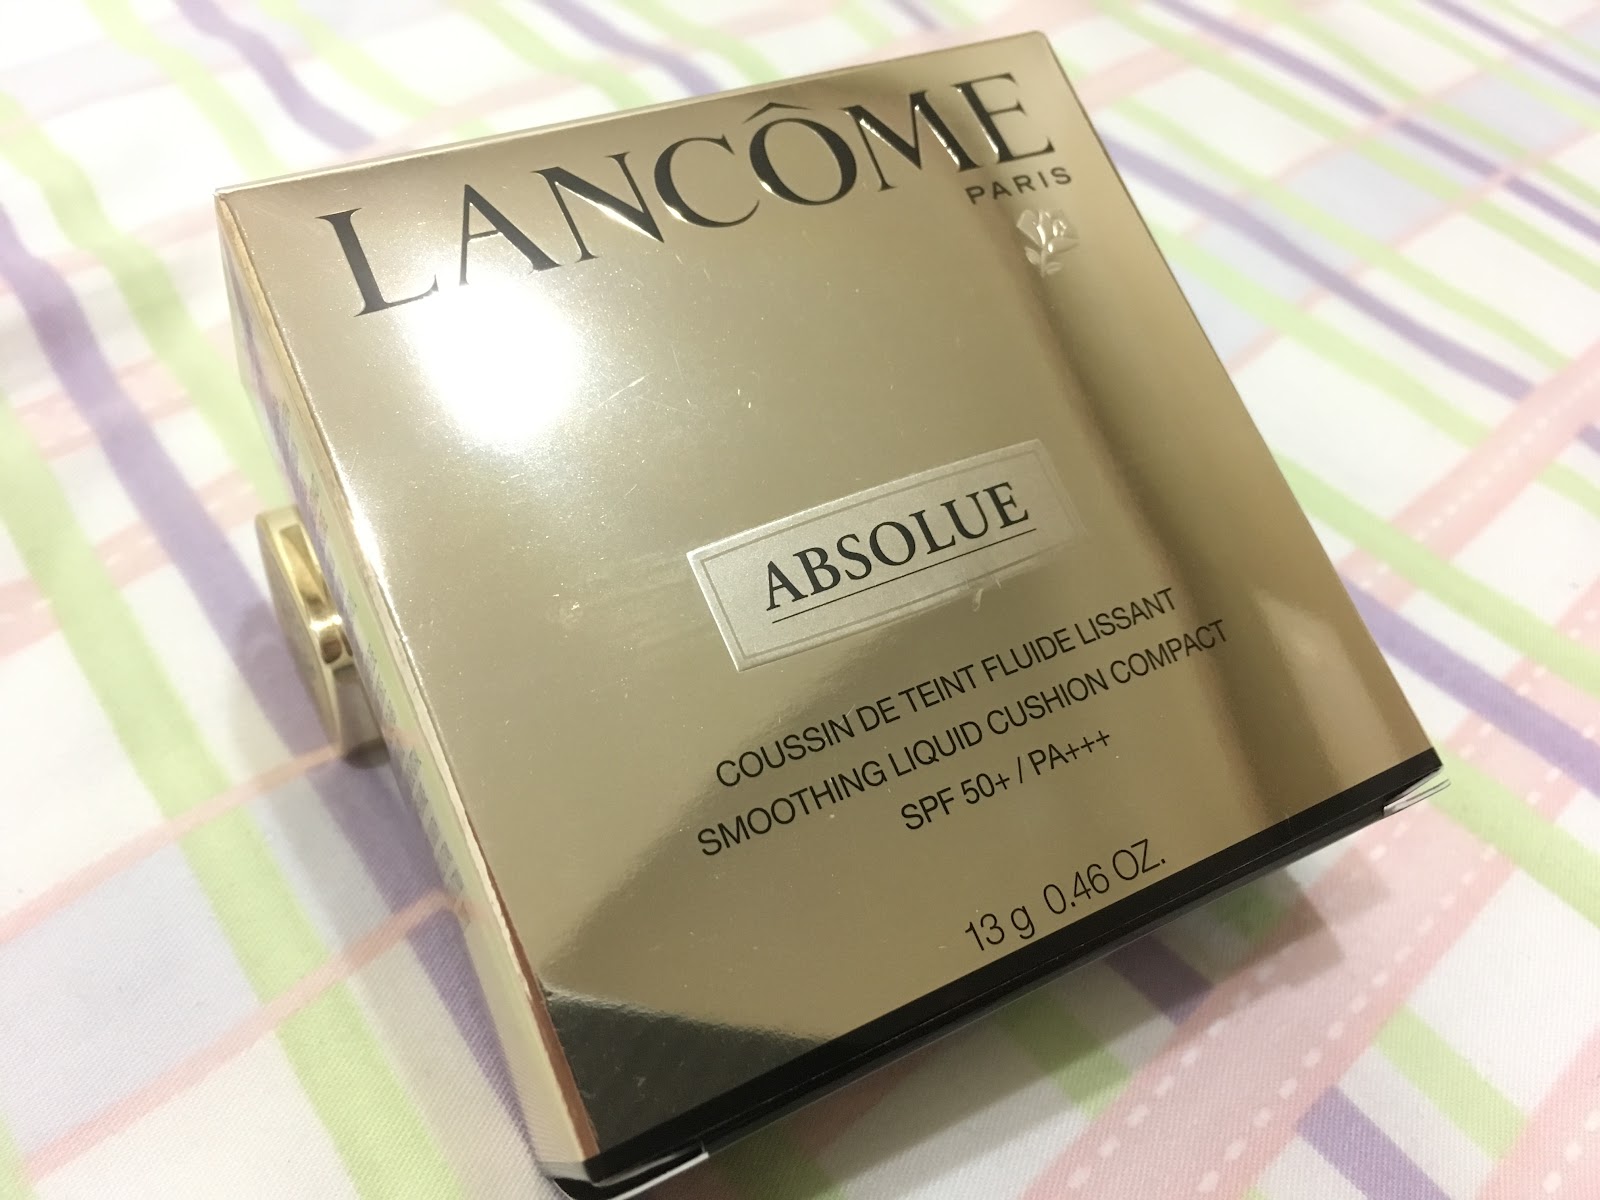 LANCÔME
PARIS
ABSOLUE
COUSSIN DE TEINT FLUIDE LISSANT
SMOOTHING LIQUID CUSHION COMPACT
SPF 50+ / PA+++
13 g 0.46 OZ.